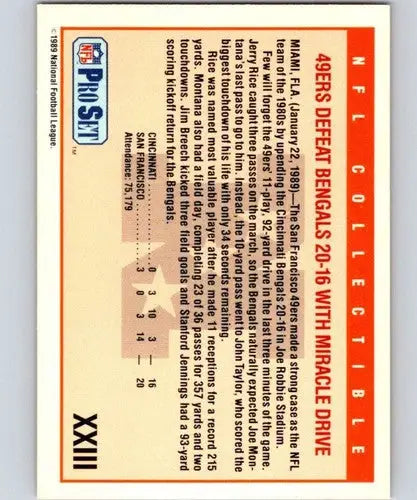 NFL COLLECTIBLE
49ERS DEFEAT BENGALS 20-16 WITH MIRACLE DRIVE
MIAMI, FLA. (January 22, 1989)—The San Francisco 49ers made a strong case as the NFL
team of the 1980s by upending the Cincinnati Bengals 20-16 in Joe Robbie Stadium.
Few will forget the 49ers' 11-play, 92-yard drive in the last three minutes of the game.
Jerry Rice caught three passes on the march, so the Bengals naturally expected Joe Mon-
tana's last pass to go to him. Instead, the 10-yard pass went to John Taylor, who scored the
biggest touchdown of his life with only 34 seconds remaining.
Rice was named most valuable player after he made 11 receptions for a record 215
yards. Montana also had a field day, completing 23 of 36 passes for 357 yards and two
touchdowns. Jim Breech kicked three field goals and Stanford Jennings had a 93-yard
scoring kickoff return for the Bengals.
CINCINNATI ........ 0 3 10 3 — 16
SAN FRANCISCO .... 3 0 3 14 — 20
Attendance: 75,179
NFL
PRO SET
TM
XXIII
© 1989 National Football League.